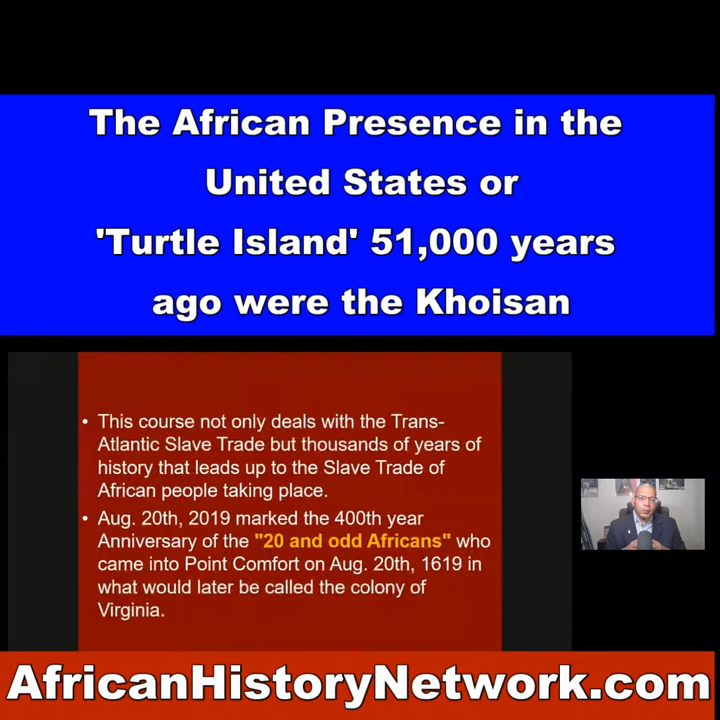 The African Presence in the
United States or
'Turtle Island' 51,000 years
ago were the Khoisan
• This course not only deals with the Trans-
Atlantic Slave Trade but thousands of years of
history that leads up to the Slave Trade of
African people taking place.
• Aug. 20th, 2019 marked the 400th year
Anniversary of the "20 and odd Africans" who
came into Point Comfort on Aug. 20th, 1619 in
what would later be called the colony of
Virginia.
AfricanHistoryNetwork.com